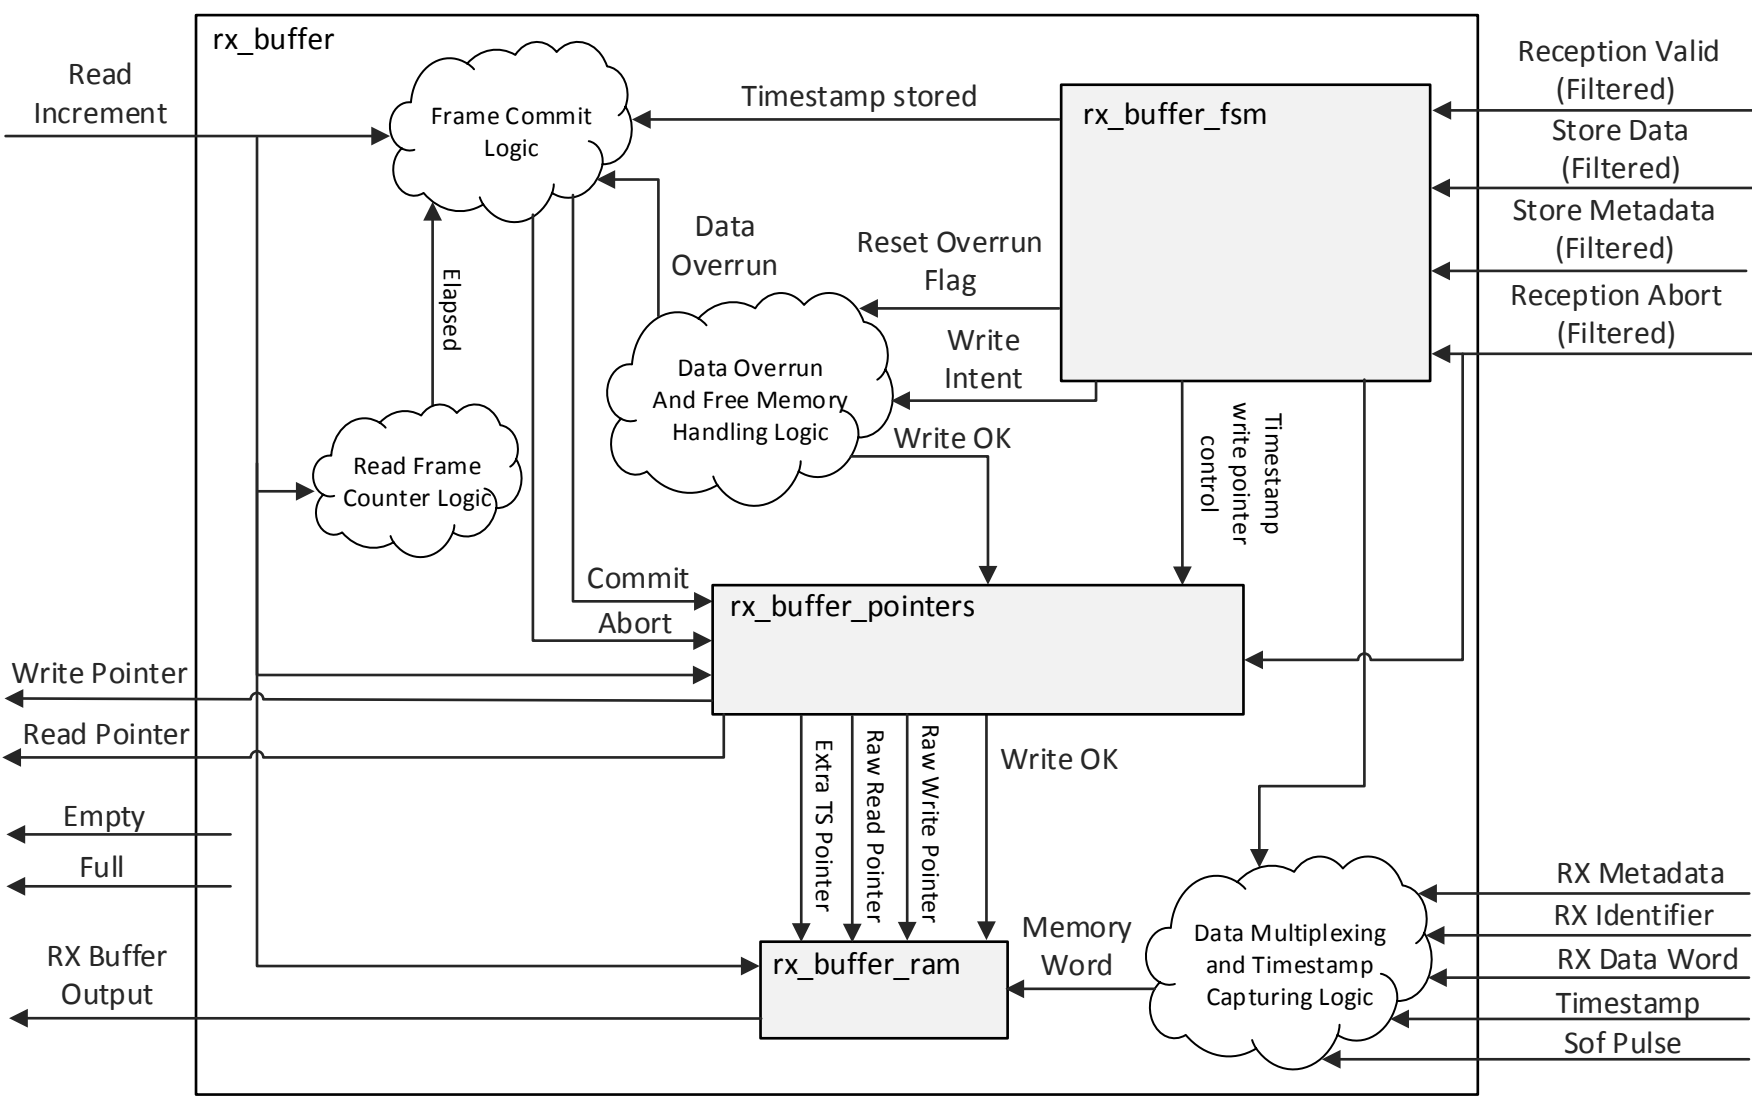 rx_buffer
Read
Increment
Frame Commit
Logic
Timestamp stored
rx_buffer_fsm
Reception Valid
(Filtered)
Store Data
(Filtered)
Store Metadata
(Filtered)
Reception Abort
(Filtered)
Data
Overrun
Reset Overrun
Flag
Write
Intent
Elapsed
Data Overrun
And Free Memory
Handling Logic
Write OK
Timestamp
write pointer
control
Read Frame
Counter Logic
Commit
Abort
rx_buffer_pointers
Write Pointer
Read Pointer
Extra TS Pointer
Raw Read Pointer
Raw Write Pointer
Write OK
Empty
Full
RX Buffer
Output
rx_buffer_ram
Memory
Word
Data Multiplexing
and Timestamp
Capturing Logic
RX Metadata
RX Identifier
RX Data Word
Timestamp
Sof Pulse